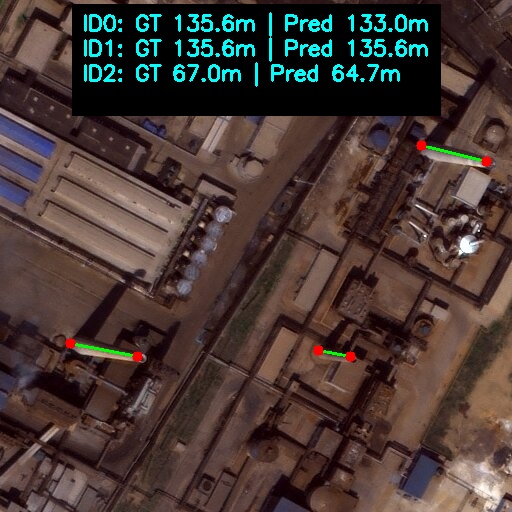 ID0: GT 135.6m | Pred 133.0m
ID1: GT 135.6m | Pred 135.6m
ID2: GT 67.0m | Pred 64.7m